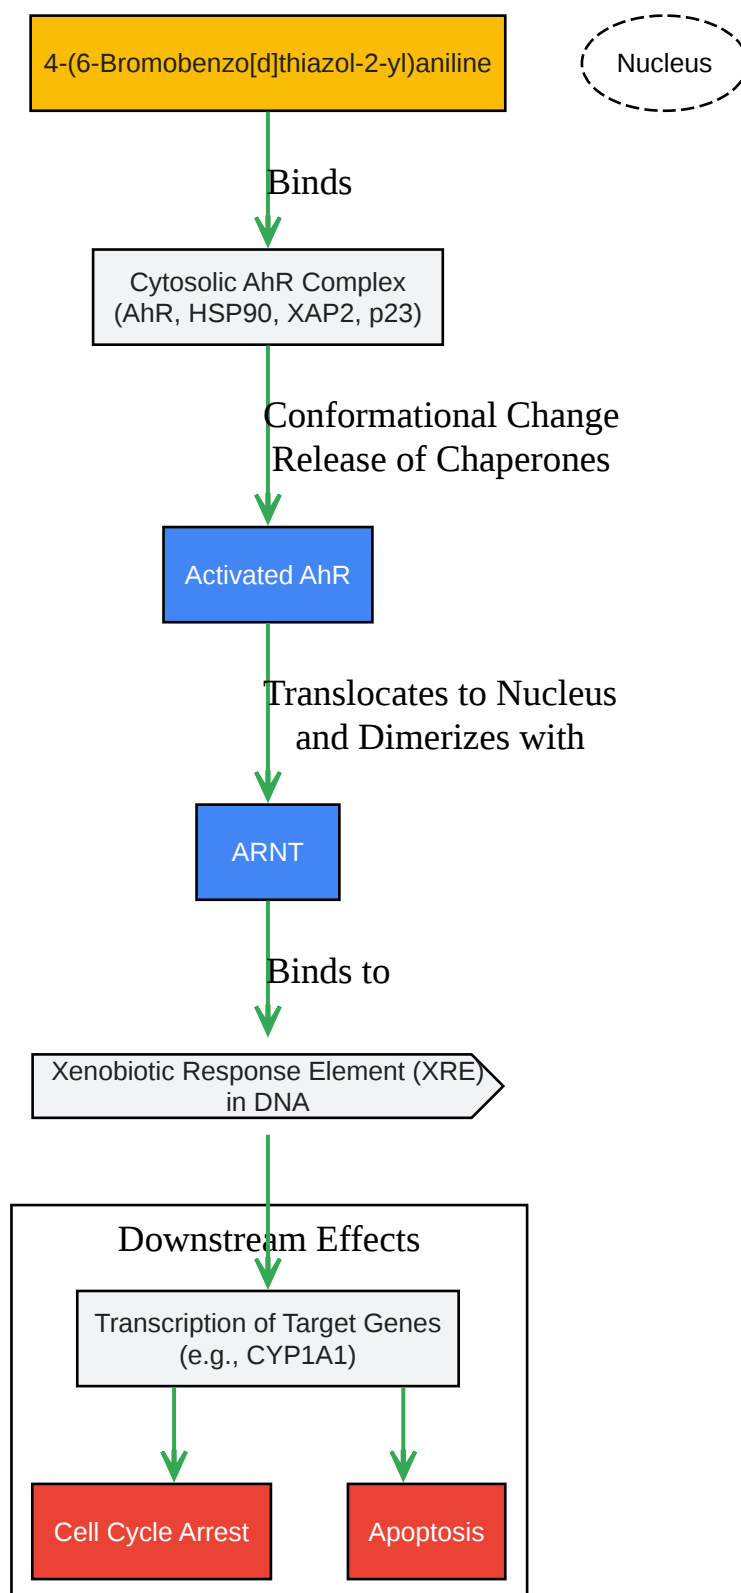 4-(6-Bromobenzo[d]thiazol-2-yl)aniline
Nucleus
Binds
Cytosolic AhR Complex
(AhR, HSP90, XAP2, p23)
Conformational Change
Release of Chaperones
Activated AhR
Translocates to Nucleus
and Dimerizes with
ARNT
Binds to
Xenobiotic Response Element (XRE)
in DNA
Downstream Effects
Transcription of Target Genes
(e.g., CYP1A1)
Cell Cycle Arrest
Apoptosis